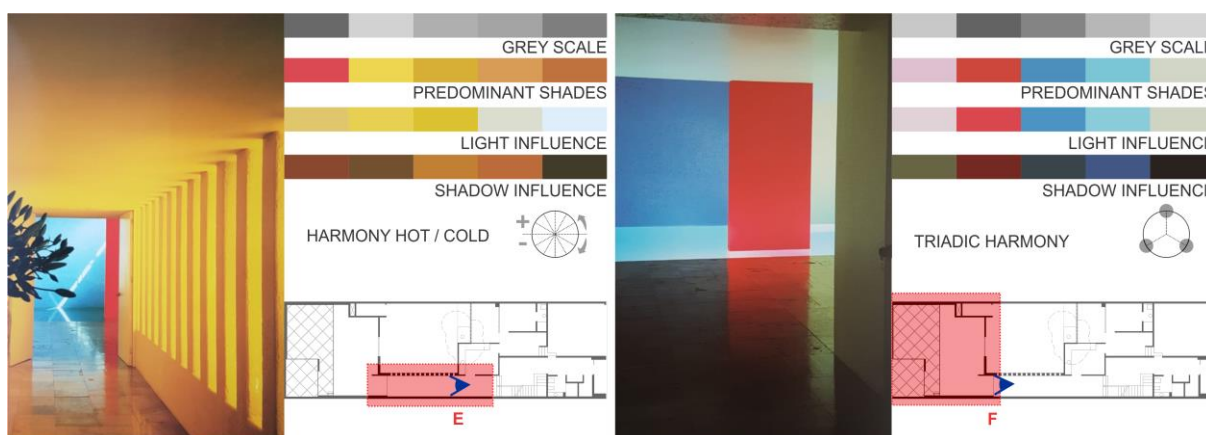 GREY SCALE
PREDOMINANT SHADES
LIGHT INFLUENCE
SHADOW INFLUENCE
HARMONY HOT / COLD
+
-
E
GREY SCALE
PREDOMINANT SHADES
LIGHT INFLUENCE
SHADOW INFLUENCE
TRIADIC HARMONY
F